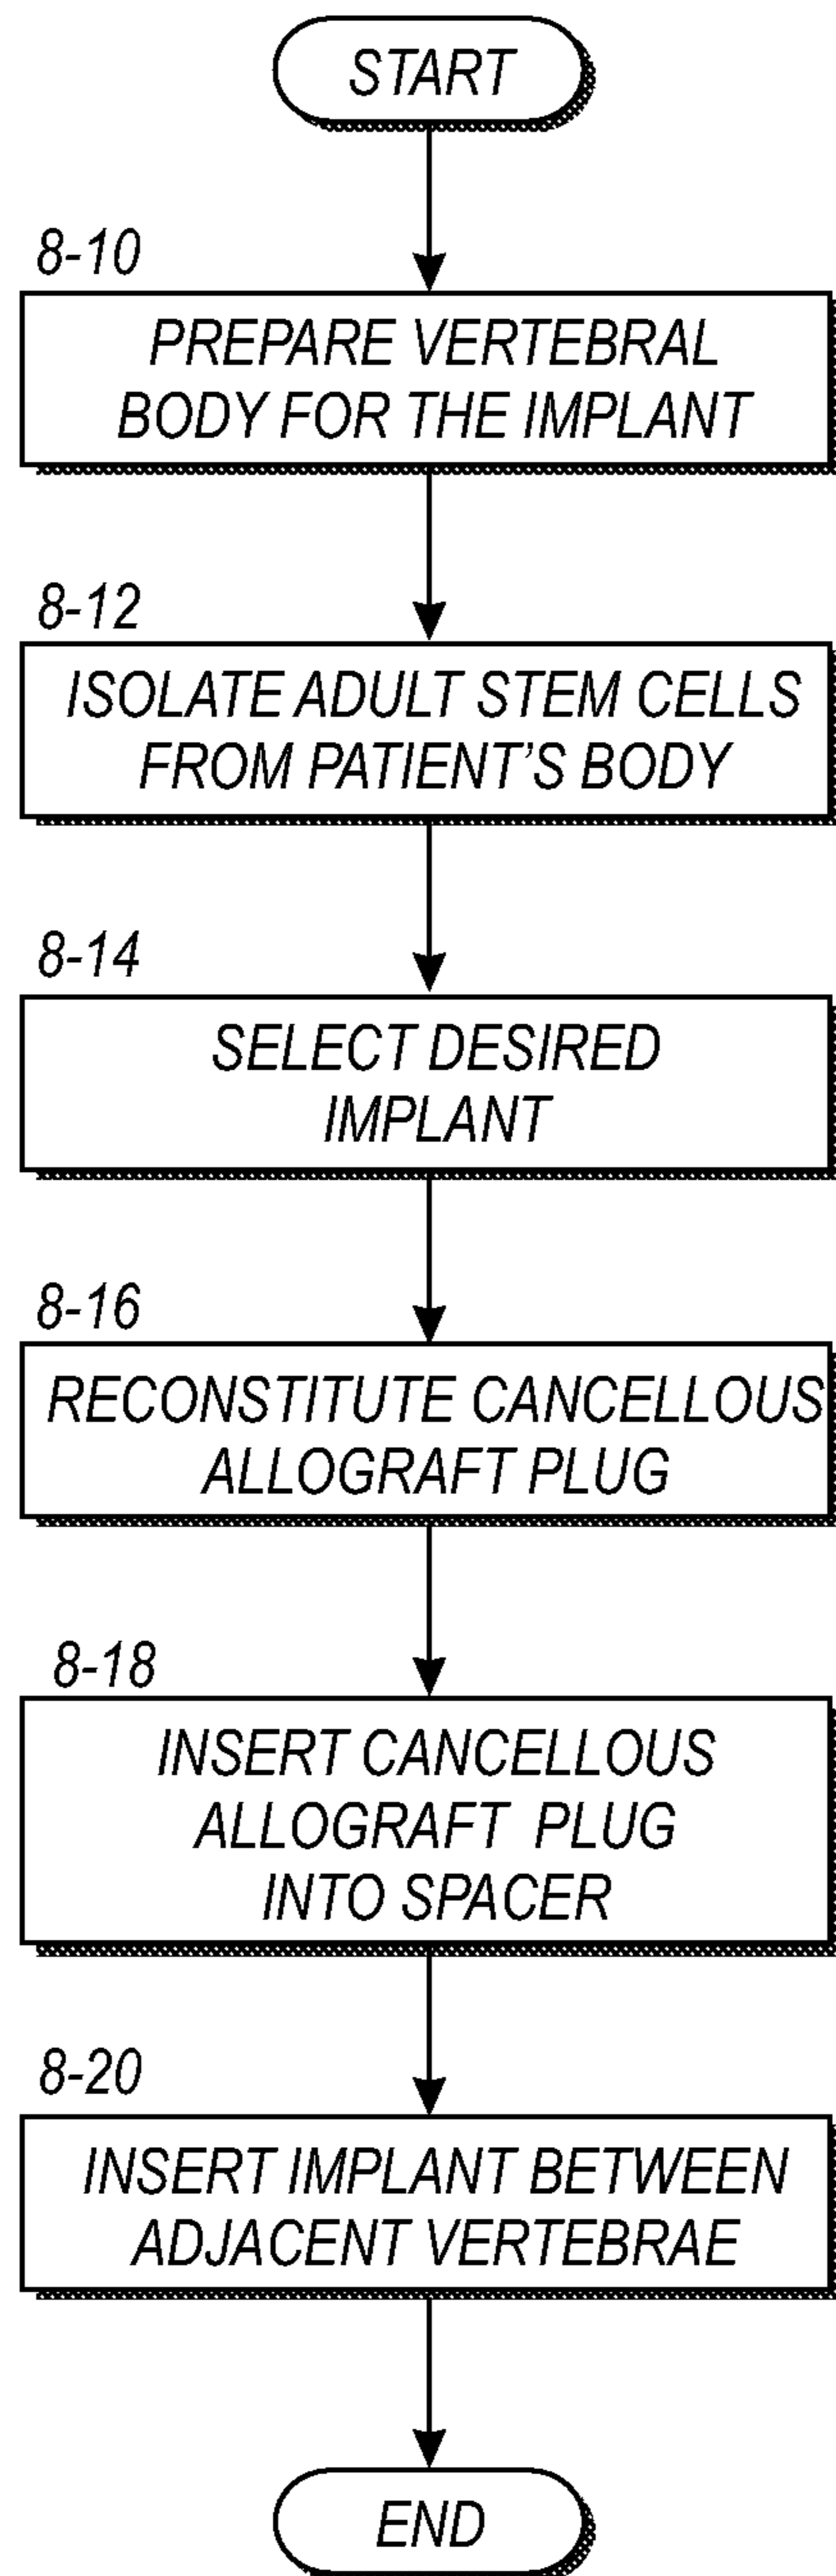 START
8-10
PREPARE VERTEBRAL
BODY FOR THE IMPLANT
8-12
ISOLATE ADULT STEM CELLS
FROM PATIENT'S BODY
8-14
SELECT DESIRED
IMPLANT
8-16
RECONSTITUTE CANCELLOUS
ALLOGRAFT PLUG
8-18
INSERT CANCELLOUS
ALLOGRAFT PLUG
INTO SPACER
8-20
INSERT IMPLANT BETWEEN
ADJACENT VERTEBRAE
END